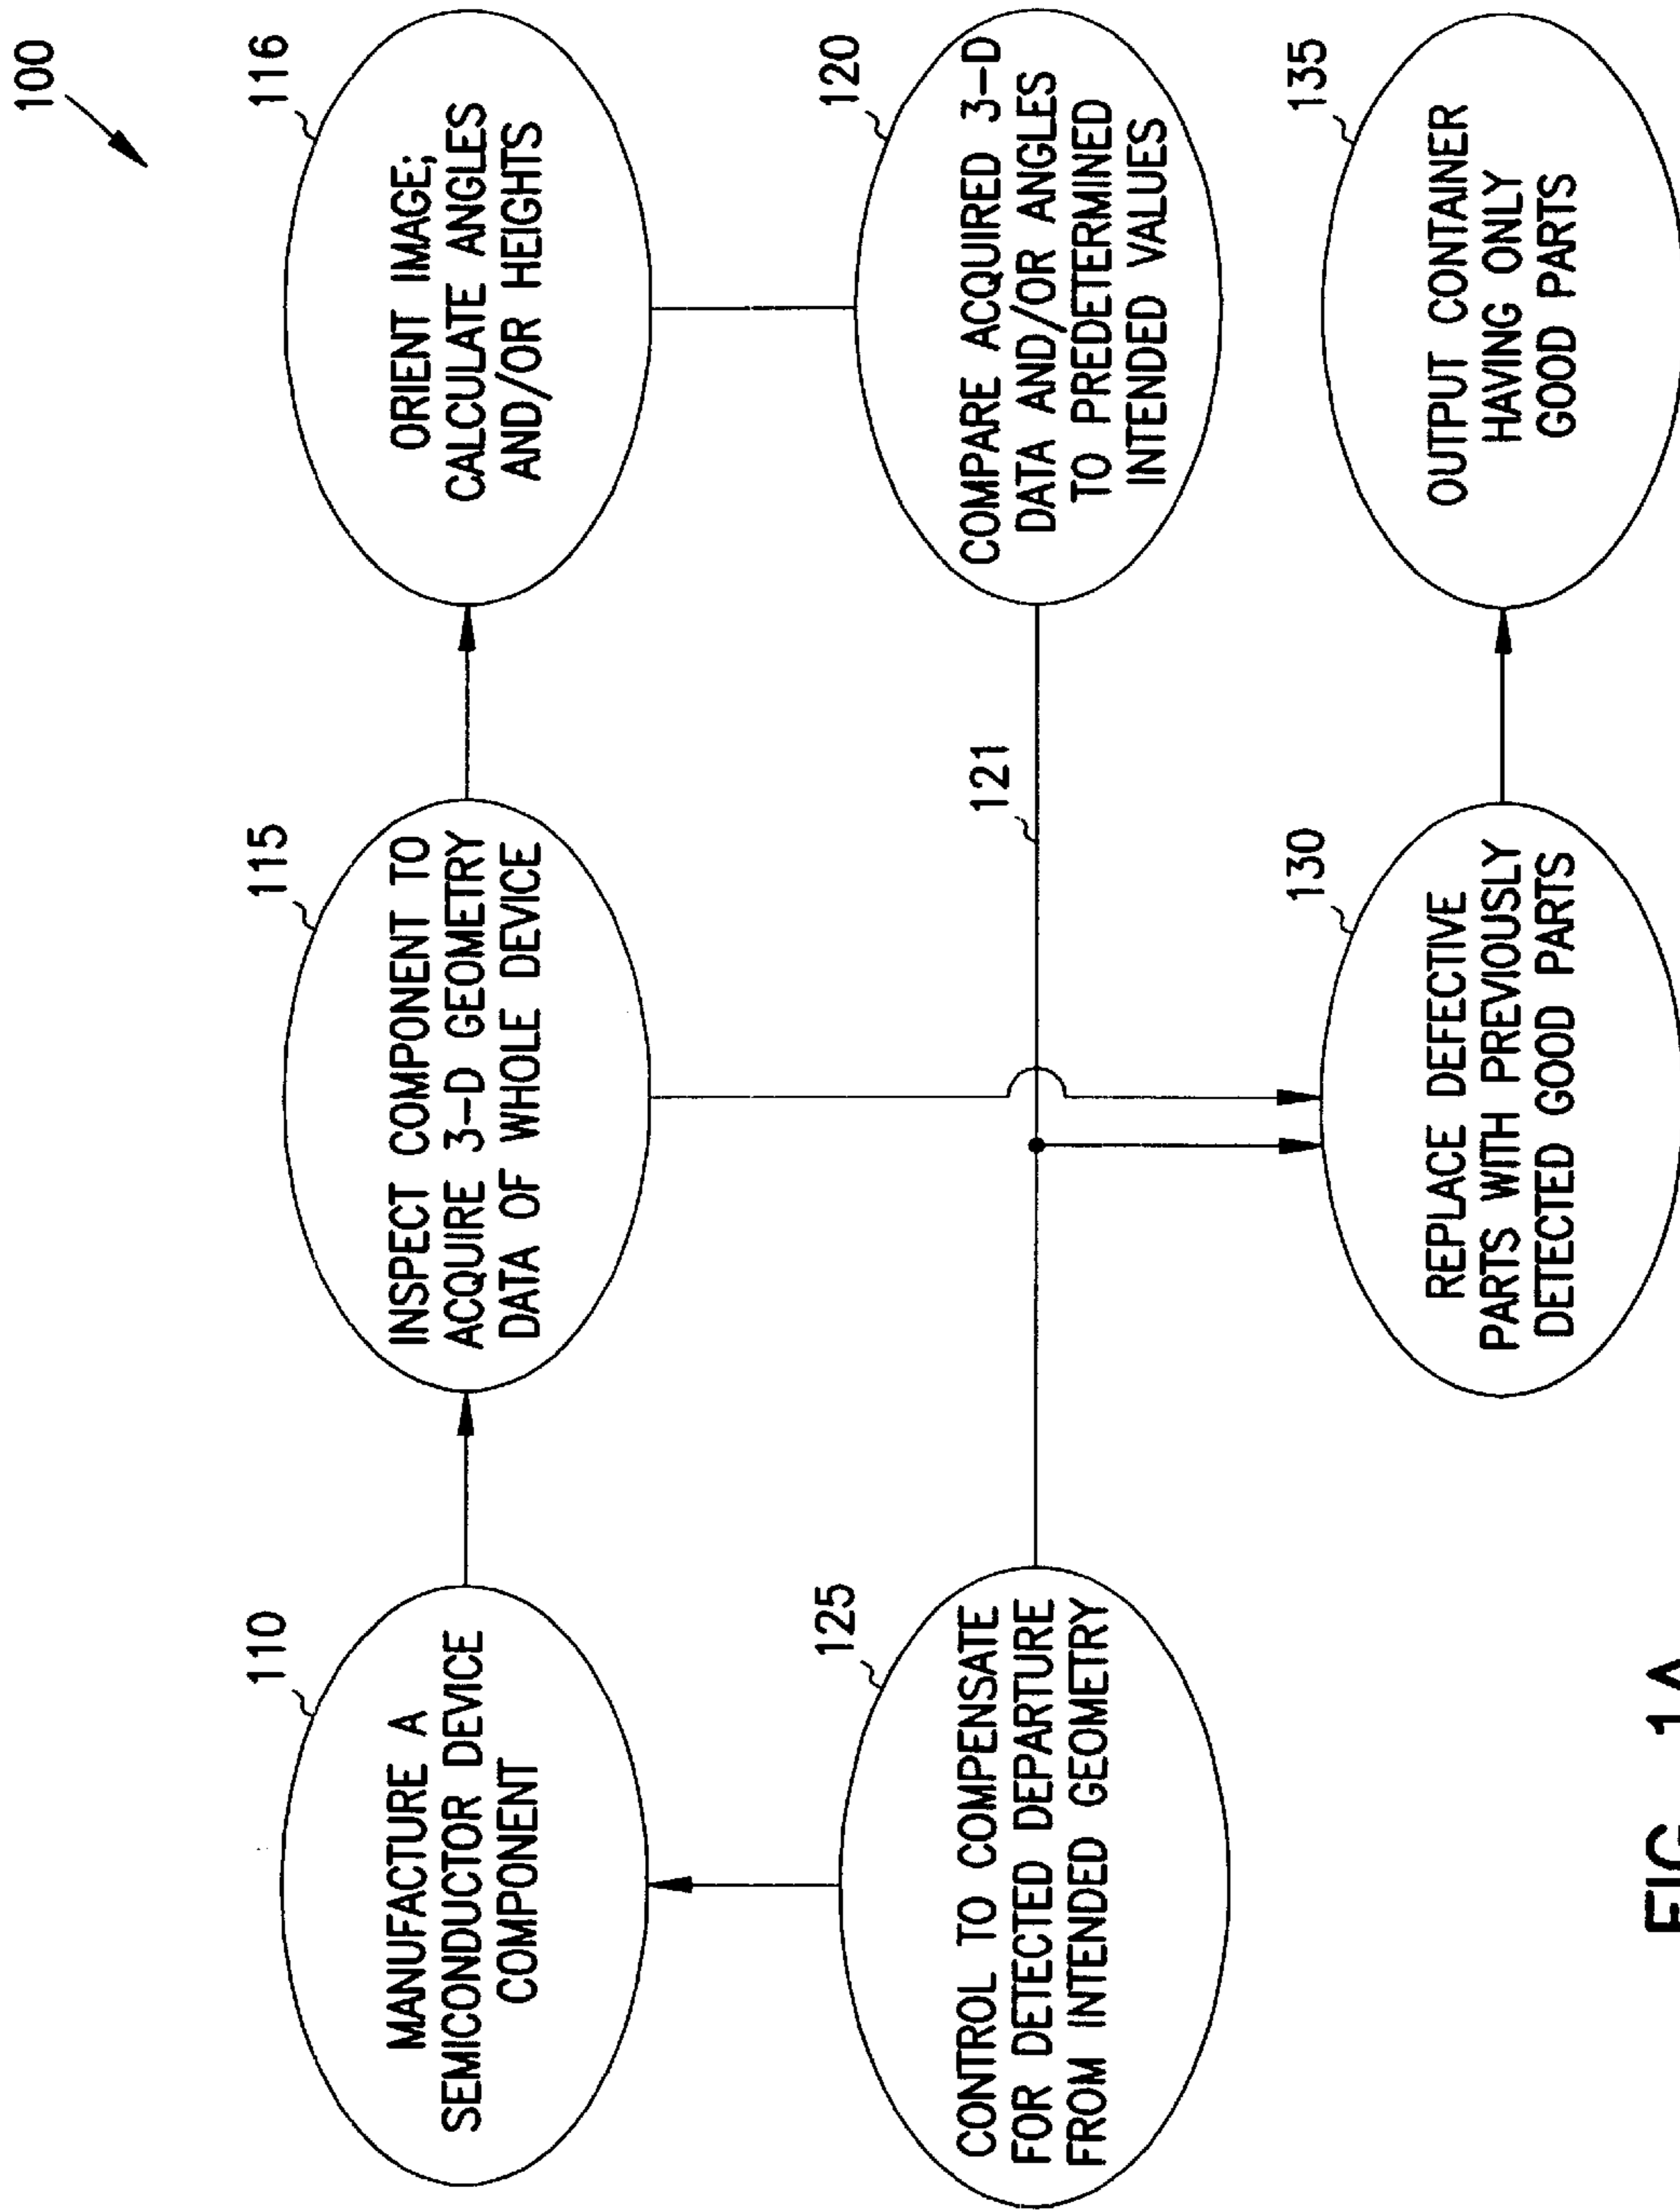 100
110
MANUFACTURE A
SEMICONDUCTOR DEVICE
COMPONENT
115
INSPECT COMPONENT TO
ACQUIRE 3-D GEOMETRY
DATA OF WHOLE DEVICE
116
ORIENT IMAGE;
CALCULATE ANGLES
AND/OR HEIGHTS
125
CONTROL TO COMPENSATE
FOR DETECTED DEPARTURE
FROM INTENDED GEOMETRY
121
120
COMPARE ACQUIRED 3-D
DATA AND/OR ANGLES
TO PREDETERMINED
INTENDED VALUES
130
REPLACE DEFECTIVE
PARTS WITH PREVIOUSLY
DETECTED GOOD PARTS
135
OUTPUT CONTAINER
HAVING ONLY
GOOD PARTS
FIG. 1A